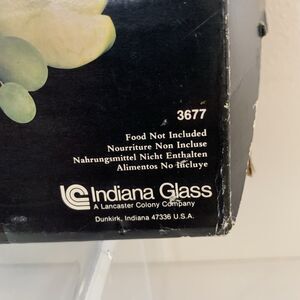 3677
Food Not Included
Nourriture Non Incluse
Nahrungsmittel Nicht Enthalten
Alimentos No Incluye
Indiana Glass
A Lancaster Colony Company
Dunkirk, Indiana 47336 U.S.A.